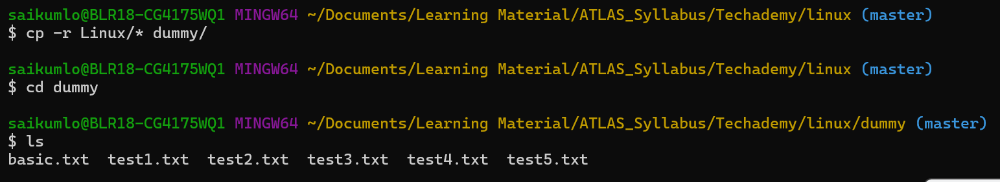 saikumlo@BLR18-CG4175WQ1 MINGW64 ~/Documents/Learning Material/ATLAS_Syllabus/Techademy/linux (master)
$ cp -r Linux/* dummy/
saikumlo@BLR18-CG4175WQ1 MINGW64 ~/Documents/Learning Material/ATLAS_Syllabus/Techademy/linux (master)
$ cd dummy
saikumlo@BLR18-CG4175WQ1 MINGW64 ~/Documents/Learning Material/ATLAS_Syllabus/Techademy/linux/dummy (master)
$ ls
basic.txt  test1.txt  test2.txt  test3.txt  test4.txt  test5.txt